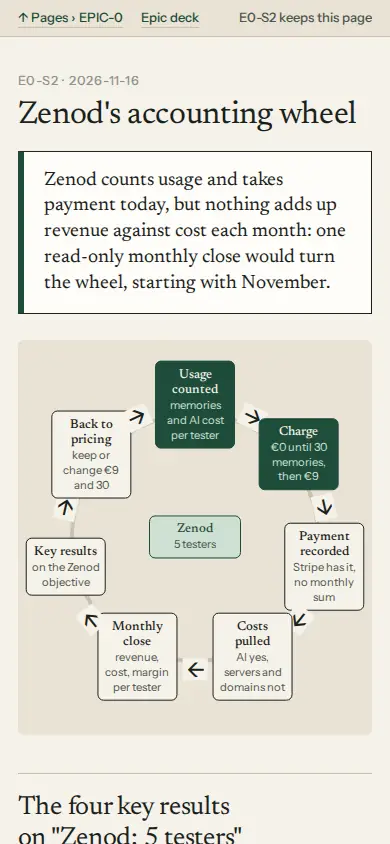 ↑ Pages › EPIC-0 Epic deck E0-S2 keeps this page
E0-S2 · 2026-11-16
Zenod's accounting wheel
Zenod counts usage and takes
payment today, but nothing adds up
revenue against cost each month: one
read-only monthly close would turn
the wheel, starting with November.
Usage
counted
memories
and AI cost
per tester
Charge
€0 until 30
memories,
then €9
Payment
recorded
Stripe has it,
no monthly
sum
Costs
pulled
AI yes,
servers and
domains not
Monthly
close
revenue,
cost, margin
per tester
Key results
on the Zenod
objective
Back to
pricing
keep or
change €9
and 30
Zenod
5 testers
The four key results
on "Zenod: 5 testers"